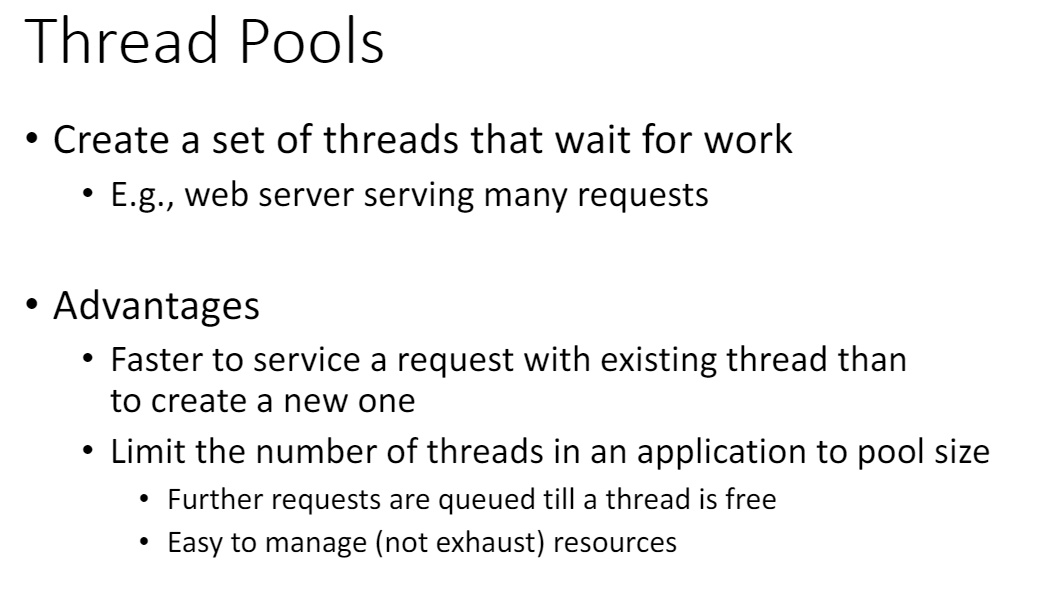 Thread Pools
• Create a set of threads that wait for work
• E.g., web server serving many requests
• Advantages
• Faster to service a request with existing thread than
to create a new one
• Limit the number of threads in an application to pool size
• Further requests are queued till a thread is free
• Easy to manage (not exhaust) resources